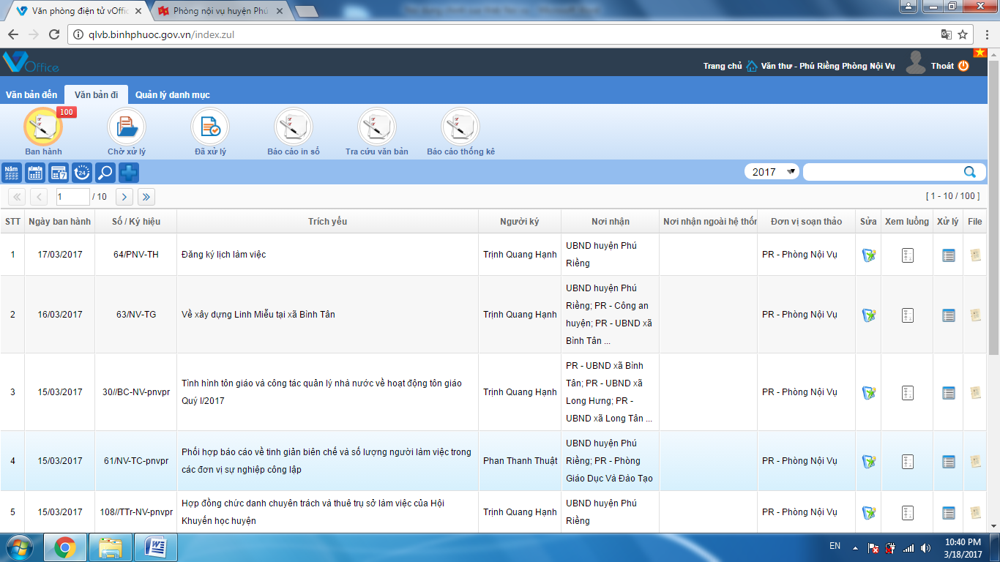 Văn phòng điện tử vOffic
Phòng nội vụ huyện Phú
qlvb.binhphuoc.gov.vn/index.zul
Office
Trang chủ Văn thư - Phú Riềng Phòng Nội Vụ Thoát
Văn bản đến Văn bản đi Quản lý danh mục
100
Ban hành Chờ xử lý Đã xử lý Báo cáo in sổ Tra cứu văn bản Báo cáo thống kê
Năm 7 24 2017
1 / 10 [ 1 - 10 / 100 ]
STT Ngày ban hành Số / Ký hiệu Trích yếu Người ký Nơi nhận Nơi nhận ngoài hệ thốn Đơn vị soạn thảo Sửa Xem luồng Xử lý File
1 17/03/2017 64/PNV-TH Đăng ký lịch làm việc Trịnh Quang Hạnh UBND huyện Phú
Riềng
PR - Phòng Nội Vụ
2 16/03/2017 63/NV-TG Về xây dựng Linh Miễu tại xã Bình Tân Trịnh Quang Hạnh UBND huyện Phú
Riềng; PR - Công an
huyện; PR - UBND xã
Bình Tân ...
PR - Phòng Nội Vụ
3 15/03/2017 30//BC-NV-pnvpr Tình hình tôn giáo và công tác quản lý nhà nước về hoạt động tôn giáo
Quý I/2017
Trịnh Quang Hạnh PR - UBND xã Bình
Tân; PR - UBND xã
Long Hưng; PR -
UBND xã Long Tân ...
PR - Phòng Nội Vụ
4 15/03/2017 61/NV-TC-pnvpr Phối hợp báo cáo về tinh giản biên chế và số lượng người làm việc trong
các đơn vị sự nghiệp công lập
Phan Thanh Thuật UBND huyện Phú
Riềng; PR - Phòng
Giáo Dục Và Đào Tạo
PR - Phòng Nội Vụ
5 15/03/2017 108//TTr-NV-pnvpr Hợp đồng chức danh chuyên trách và thuê trụ sở làm việc của Hội
Khuyến học huyện
Trịnh Quang Hạnh UBND huyện Phú
Riềng
PR - Phòng Nội Vụ
EN 10:40 PM
3/18/2017